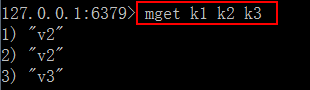 127.0.0.1:6379> mget k1 k2 k3
1) "v2"
2) "v2"
3) "v3"